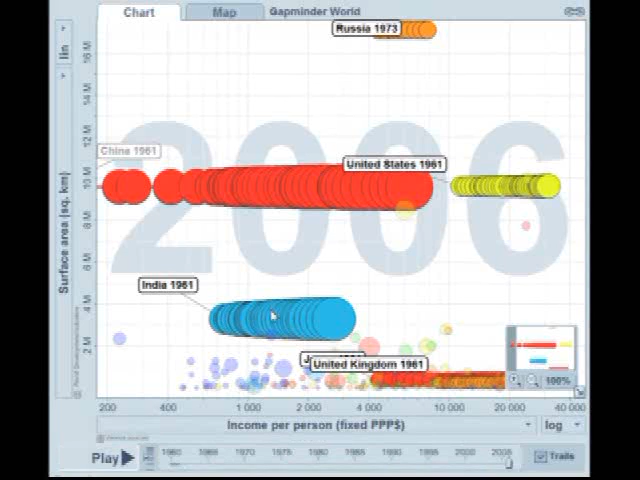 Chart
Map
Gapminder World
Russia 1973
lin
16 M
14 M
12 M
10 M
8 M
6 M
4 M
2 M
Surface area (sq. km)
2006
China 1961
United States 1961
India 1961
United Kingdom 1961
100%
200
400
1 000
2 000
4 000
10 000
20 000
40 000
Income per person (fixed PPP$)
log
Play
1960
1965
1970
1975
1980
1985
1990
1995
2000
2006
Trails